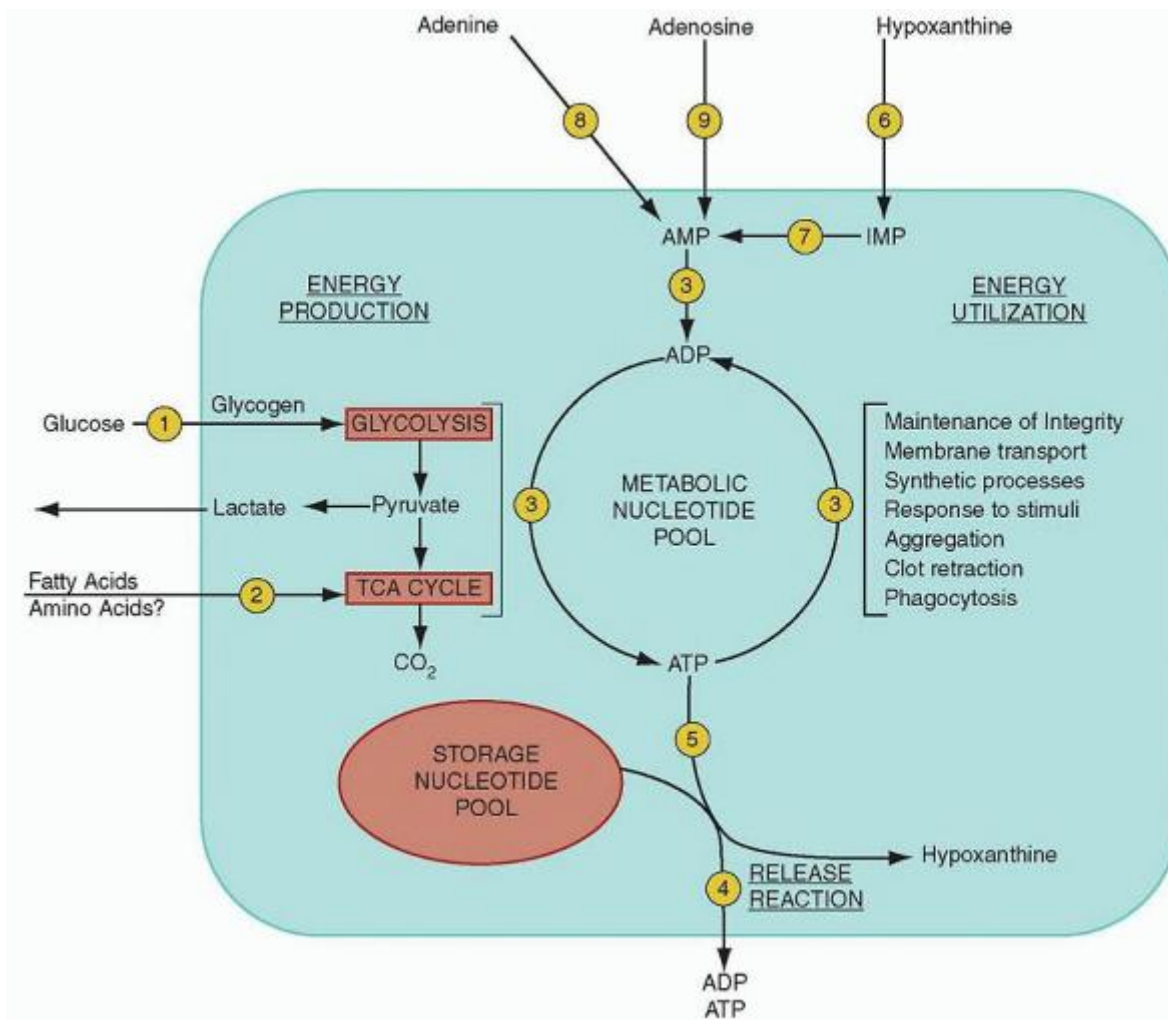 Adenine
Adenosine
Hypoxanthine
8
9
6
AMP
7
IMP
3
ENERGY
PRODUCTION
ENERGY
UTILIZATION
ADP
Glucose
1
Glycogen
GLYCOLYSIS
Lactate
Pyruvate
Fatty Acids
Amino Acids?
2
TCA CYCLE
CO2
3
METABOLIC
NUCLEOTIDE
POOL
3
Maintenance of Integrity
Membrane transport
Synthetic processes
Response to stimuli
Aggregation
Clot retraction
Phagocytosis
ATP
5
STORAGE
NUCLEOTIDE
POOL
Hypoxanthine
4
RELEASE
REACTION
ADP
ATP